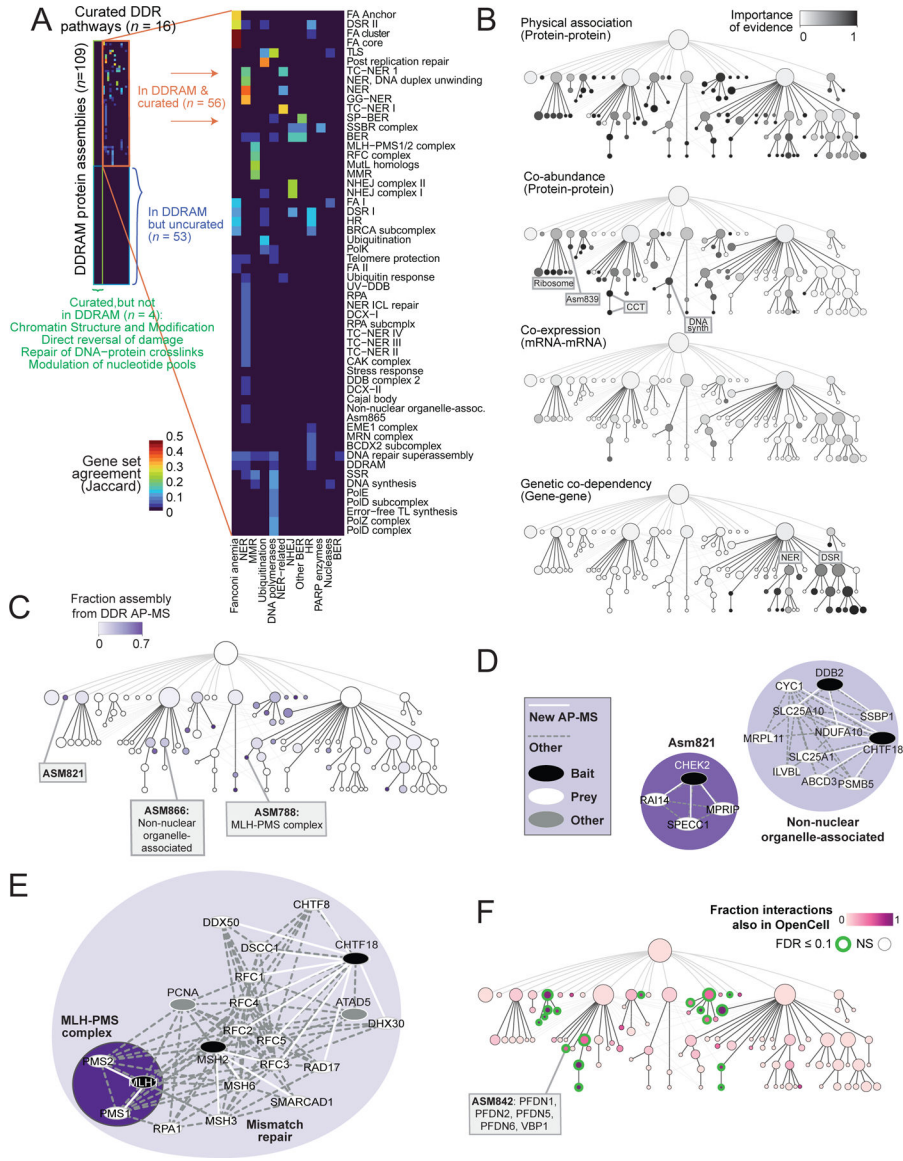 A
Curated DDR
pathways (n = 16)
DDRAM protein assemblies (n=109)
In DDRAM &
curated (n = 56)
In DDRAM
but uncurated
(n = 53)
Curated,but not
in DDRAM (n = 4):
Chromatin Structure and Modification
Direct reversal of damage
Repair of DNA–protein crosslinks
Modulation of nucleotide pools
Gene set
agreement
(Jaccard)
0.5
0.4
0.3
0.2
0.1
0
FA Anchor
DSR II
FA cluster
FA core
TLS
Post replication repair
TC-NER 1
NER, DNA duplex unwinding
NER
GG-NER
TC-NER I
SP-BER
SSBR complex
BER
MLH-PMS1/2 complex
RFC complex
MutL homologs
MMR
NHEJ complex II
NHEJ complex I
FA I
DSR I
HR
BRCA subcomplex
Ubiquitination
PolK
Telomere protection
FA II
Ubiquitin response
UV-DDB
RPA
NER ICL repair
DCX-I
RPA subcmplx
TC-NER IV
TC-NER III
TC-NER II
CAK complex
Stress response
DDB complex 2
DCX-II
Cajal body
Non-nuclear organelle-assoc.
Asm865
EME1 complex
MRN complex
BCDX2 subcomplex
DNA repair superassembly
DDRAM
SSR
DNA synthesis
PolE
PolD subcomplex
Error-free TL synthesis
PolZ complex
PolD complex
Fanconi anemia
NER
MMR
Ubiquitination
DNA polymerases
NER-related
NHEJ
Other BER
HR
PARP enzymes
Nucleases
BER
B
Physical association
(Protein-protein)
Importance
of evidence
0 1
Co-abundance
(Protein-protein)
Ribosome
Asm839
CCT
DNA
synth
Co-expression
(mRNA-mRNA)
Genetic co-dependency
(Gene-gene)
NER
DSR
C
Fraction assembly
from DDR AP-MS
0 0.7
ASM821
ASM866:
Non-nuclear
organelle-
associated
ASM788:
MLH-PMS complex
D
New AP-MS
Other
Bait
Prey
Other
Asm821
CHEK2
RAI14
MPRIP
SPECC1
DDB2
CYC1
SLC25A10
SSBP1
NDUFA10
MRPL11
CHTF18
SLC25A1
ILVBL
ABCD3
PSMB5
Non-nuclear
organelle-associated
E
CHTF8
DDX50
DSCC1
CHTF18
RFC1
PCNA
RFC4
ATAD5
RFC2
DHX30
MLH-PMS
complex
RFC5
MSH2
RFC3
RAD17
PMS2
MLH1
MSH6
SMARCAD1
PMS1
MSH3
RPA1
Mismatch
repair
F
Fraction interactions
also in OpenCell
0 1
FDR ≤ 0.1 NS
ASM842: PFDN1,
PFDN2, PFDN5,
PFDN6, VBP1